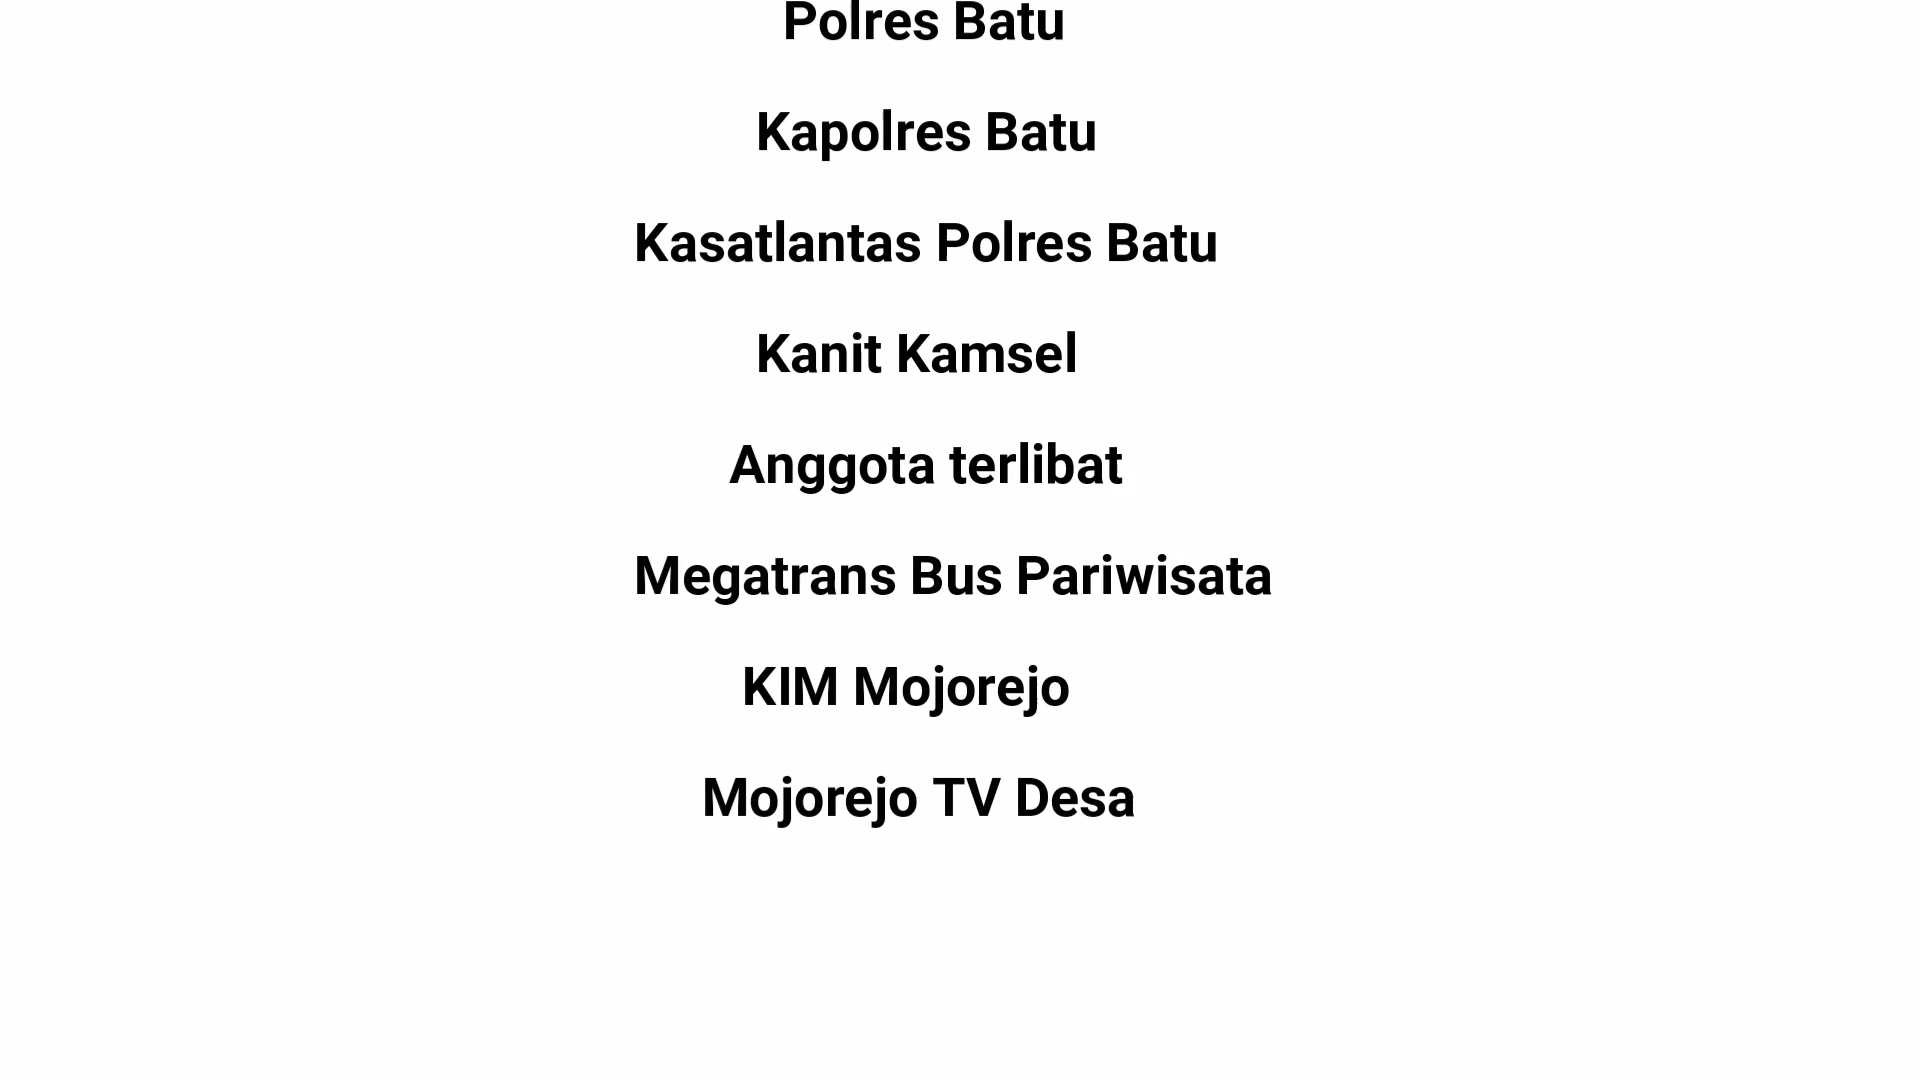 Polres Batu
Kapolres Batu
Kasatlantas Polres Batu
Kanit Kamsel
Anggota terlibat
Megatrans Bus Pariwisata
KIM Mojorejo
Mojorejo TV Desa